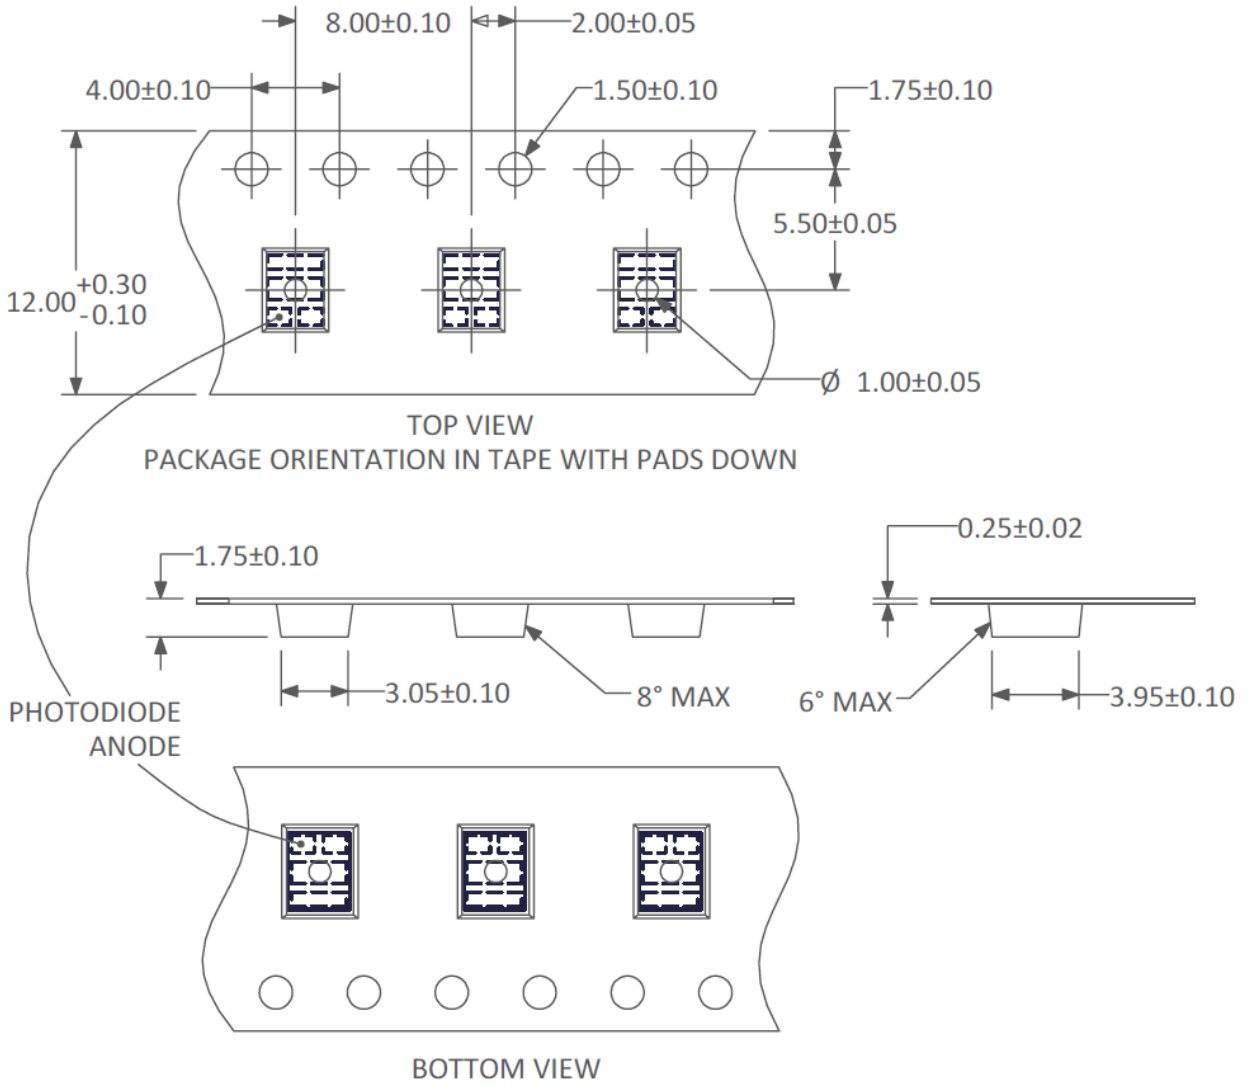 8.00±0.10
2.00±0.05
4.00±0.10
1.50±0.10
1.75±0.10
5.50±0.05
12.00 +0.30
-0.10
Ø 1.00±0.05
TOP VIEW
PACKAGE ORIENTATION IN TAPE WITH PADS DOWN
0.25±0.02
1.75±0.10
3.05±0.10
8° MAX
6° MAX
3.95±0.10
PHOTODIODE
ANODE
BOTTOM VIEW